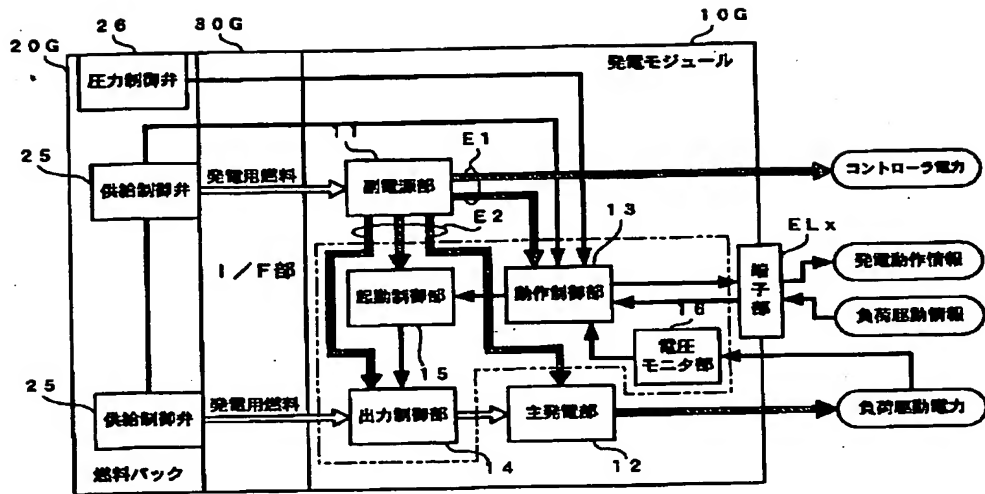 20G
26
30G
10G
圧力制御弁
発電モジュール
25
供給制御弁
発電用燃料
11
副電源部
E1
E2
コントローラ電力
13
ELx
I/F部
起動制御部
動作制御部
端子部
発電動作情報
負荷駆動情報
16
電圧
モニタ部
15
25
供給制御弁
発電用燃料
出力制御部
主発電部
負荷駆動電力
燃料パック
14
12